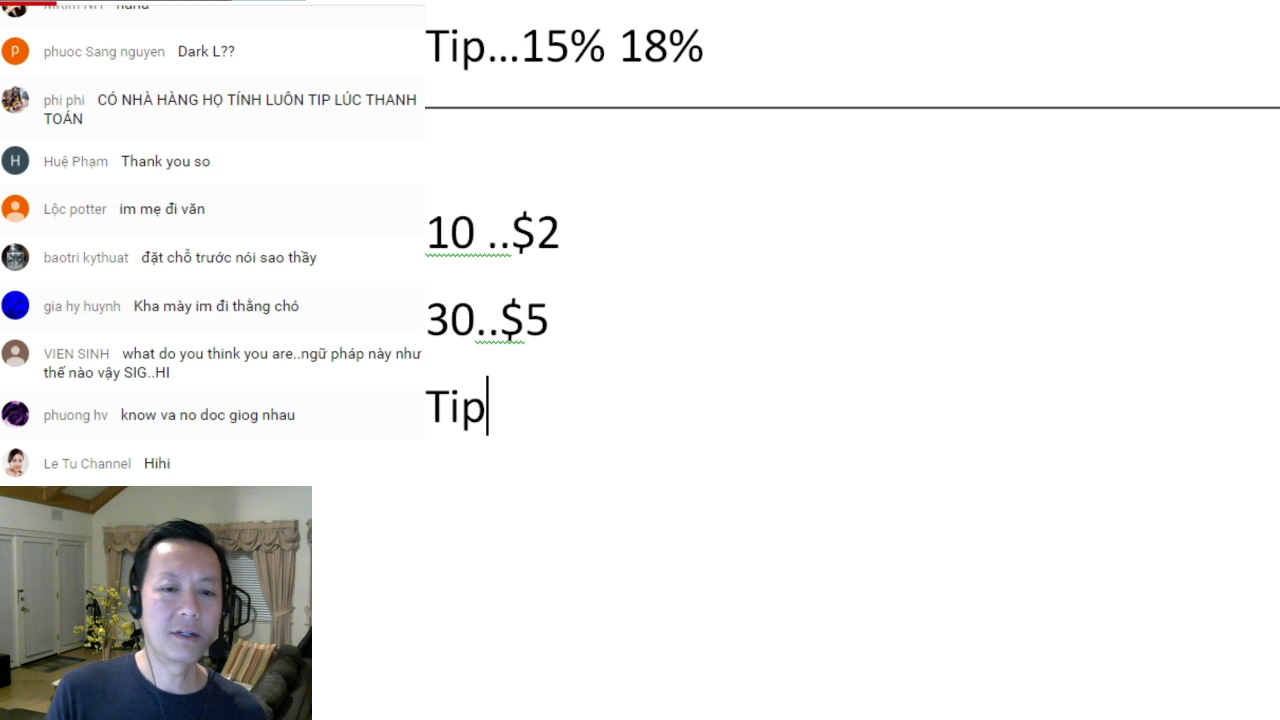 phuoc Sang nguyen Dark L??
phi phi CÓ NHÀ HÀNG HỌ TÍNH LUÔN TIP LÚC THANH
TOÁN
Huệ Phạm Thank you so
Lộc potter im mẹ đi văn
baotri kythuat đặt chỗ trước nói sao thầy
gia hy huynh Kha mày im đi thằng chó
VIEN SINH what do you think you are..ngữ pháp này như
thế nào vậy SIG..HI
phuong hv know va no doc giog nhau
Le Tu Channel Hihi
Tip...15% 18%
10 ..$2
30..$5
Tip